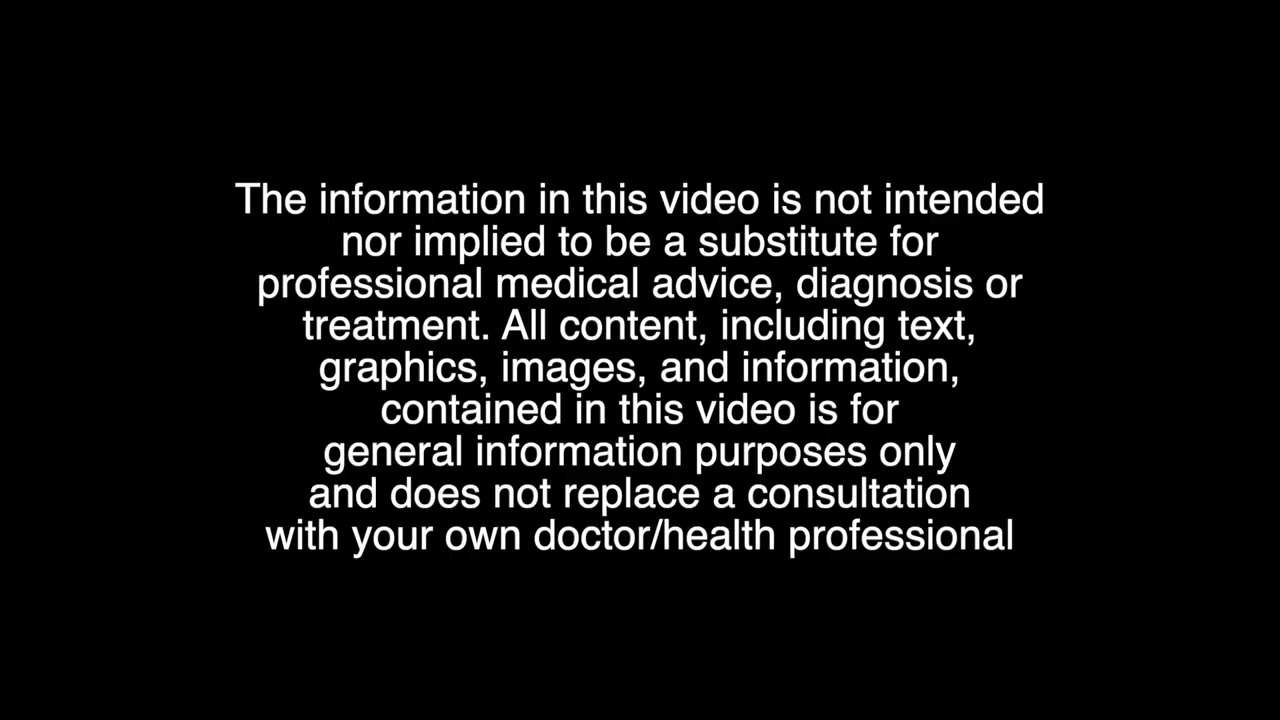 The information in this video is not intended
nor implied to be a substitute for
professional medical advice, diagnosis or
treatment. All content, including text,
graphics, images, and information,
contained in this video is for
general information purposes only
and does not replace a consultation
with your own doctor/health professional